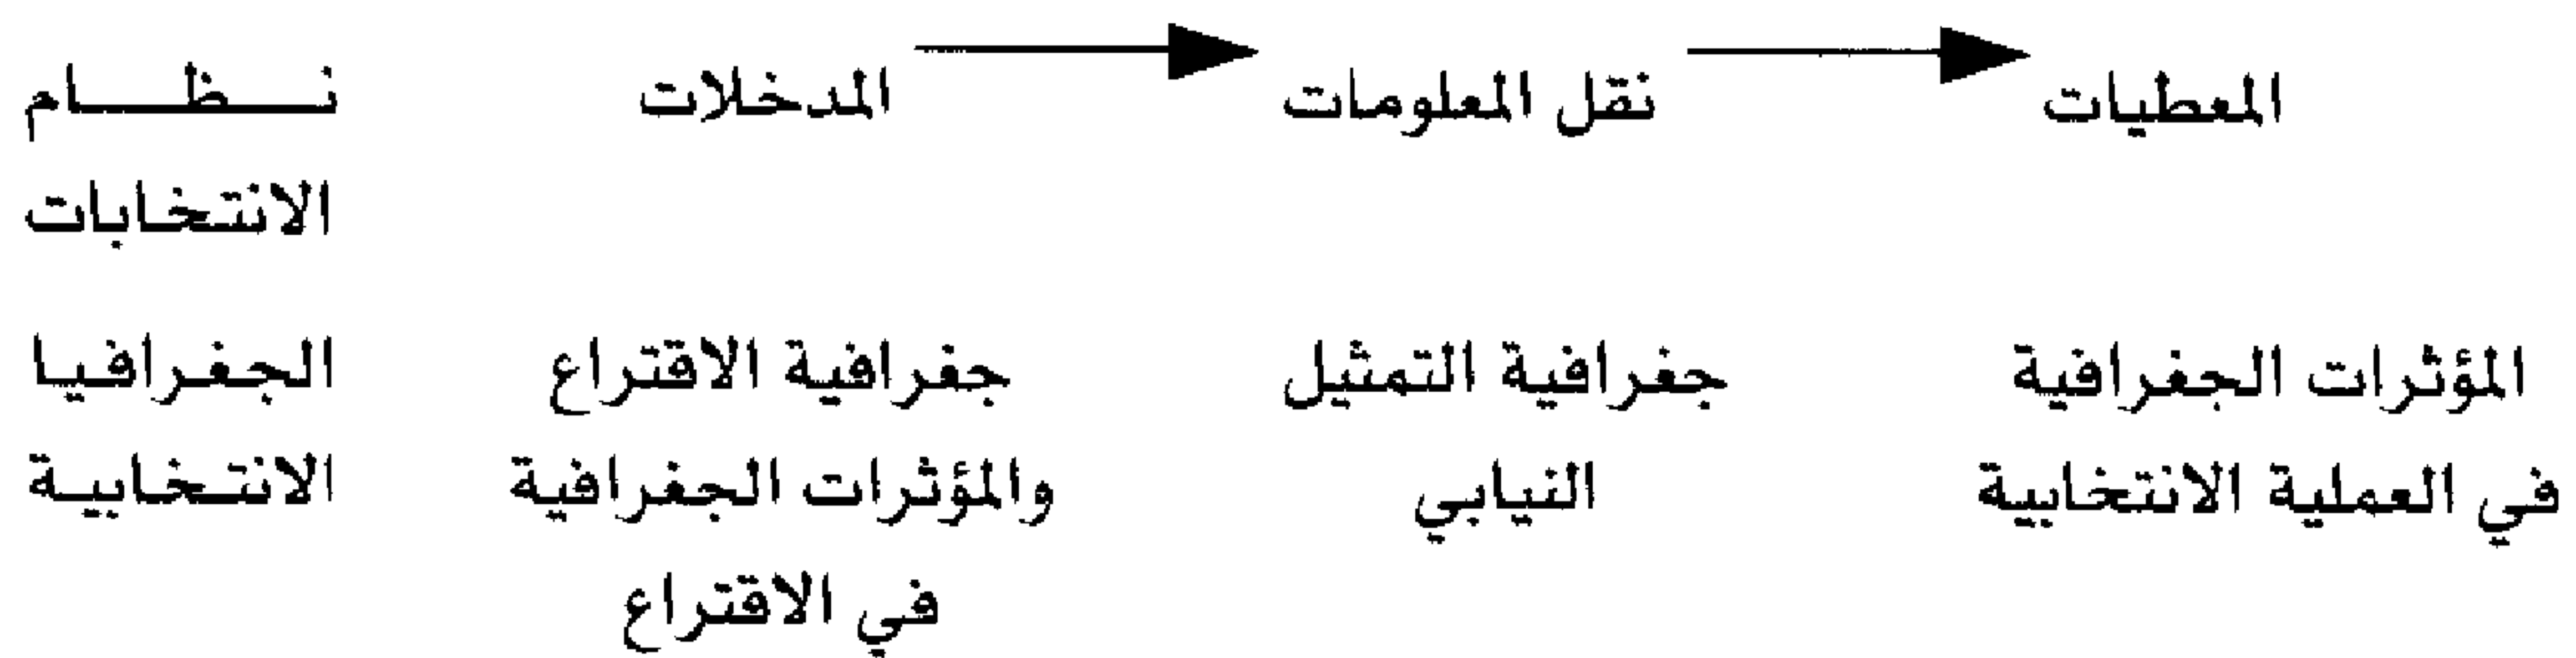 نظام المدخلات نقل المعلومات المعطيات
الانتخابات
الجغرافيا جغرافية الاقتراع جغرافية التمثيل المؤثرات الجغرافية
الانتخابية والمؤثرات الجغرافية النيابي في العملية الانتخابية
في الاقتراع